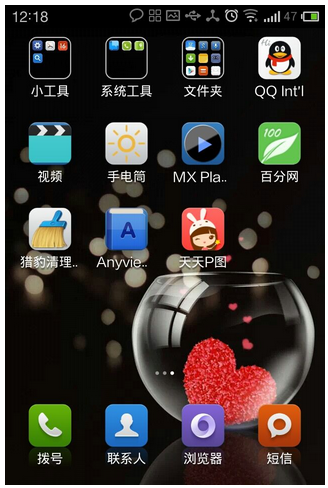 12:18 47
小工具 系统工具 文件夹 QQ Int'l
视频 手电筒 MX Pla.. 百分网
100
猎豹清理.. Anyvie.. 天天P图
A
拨号 联系人 浏览器 短信